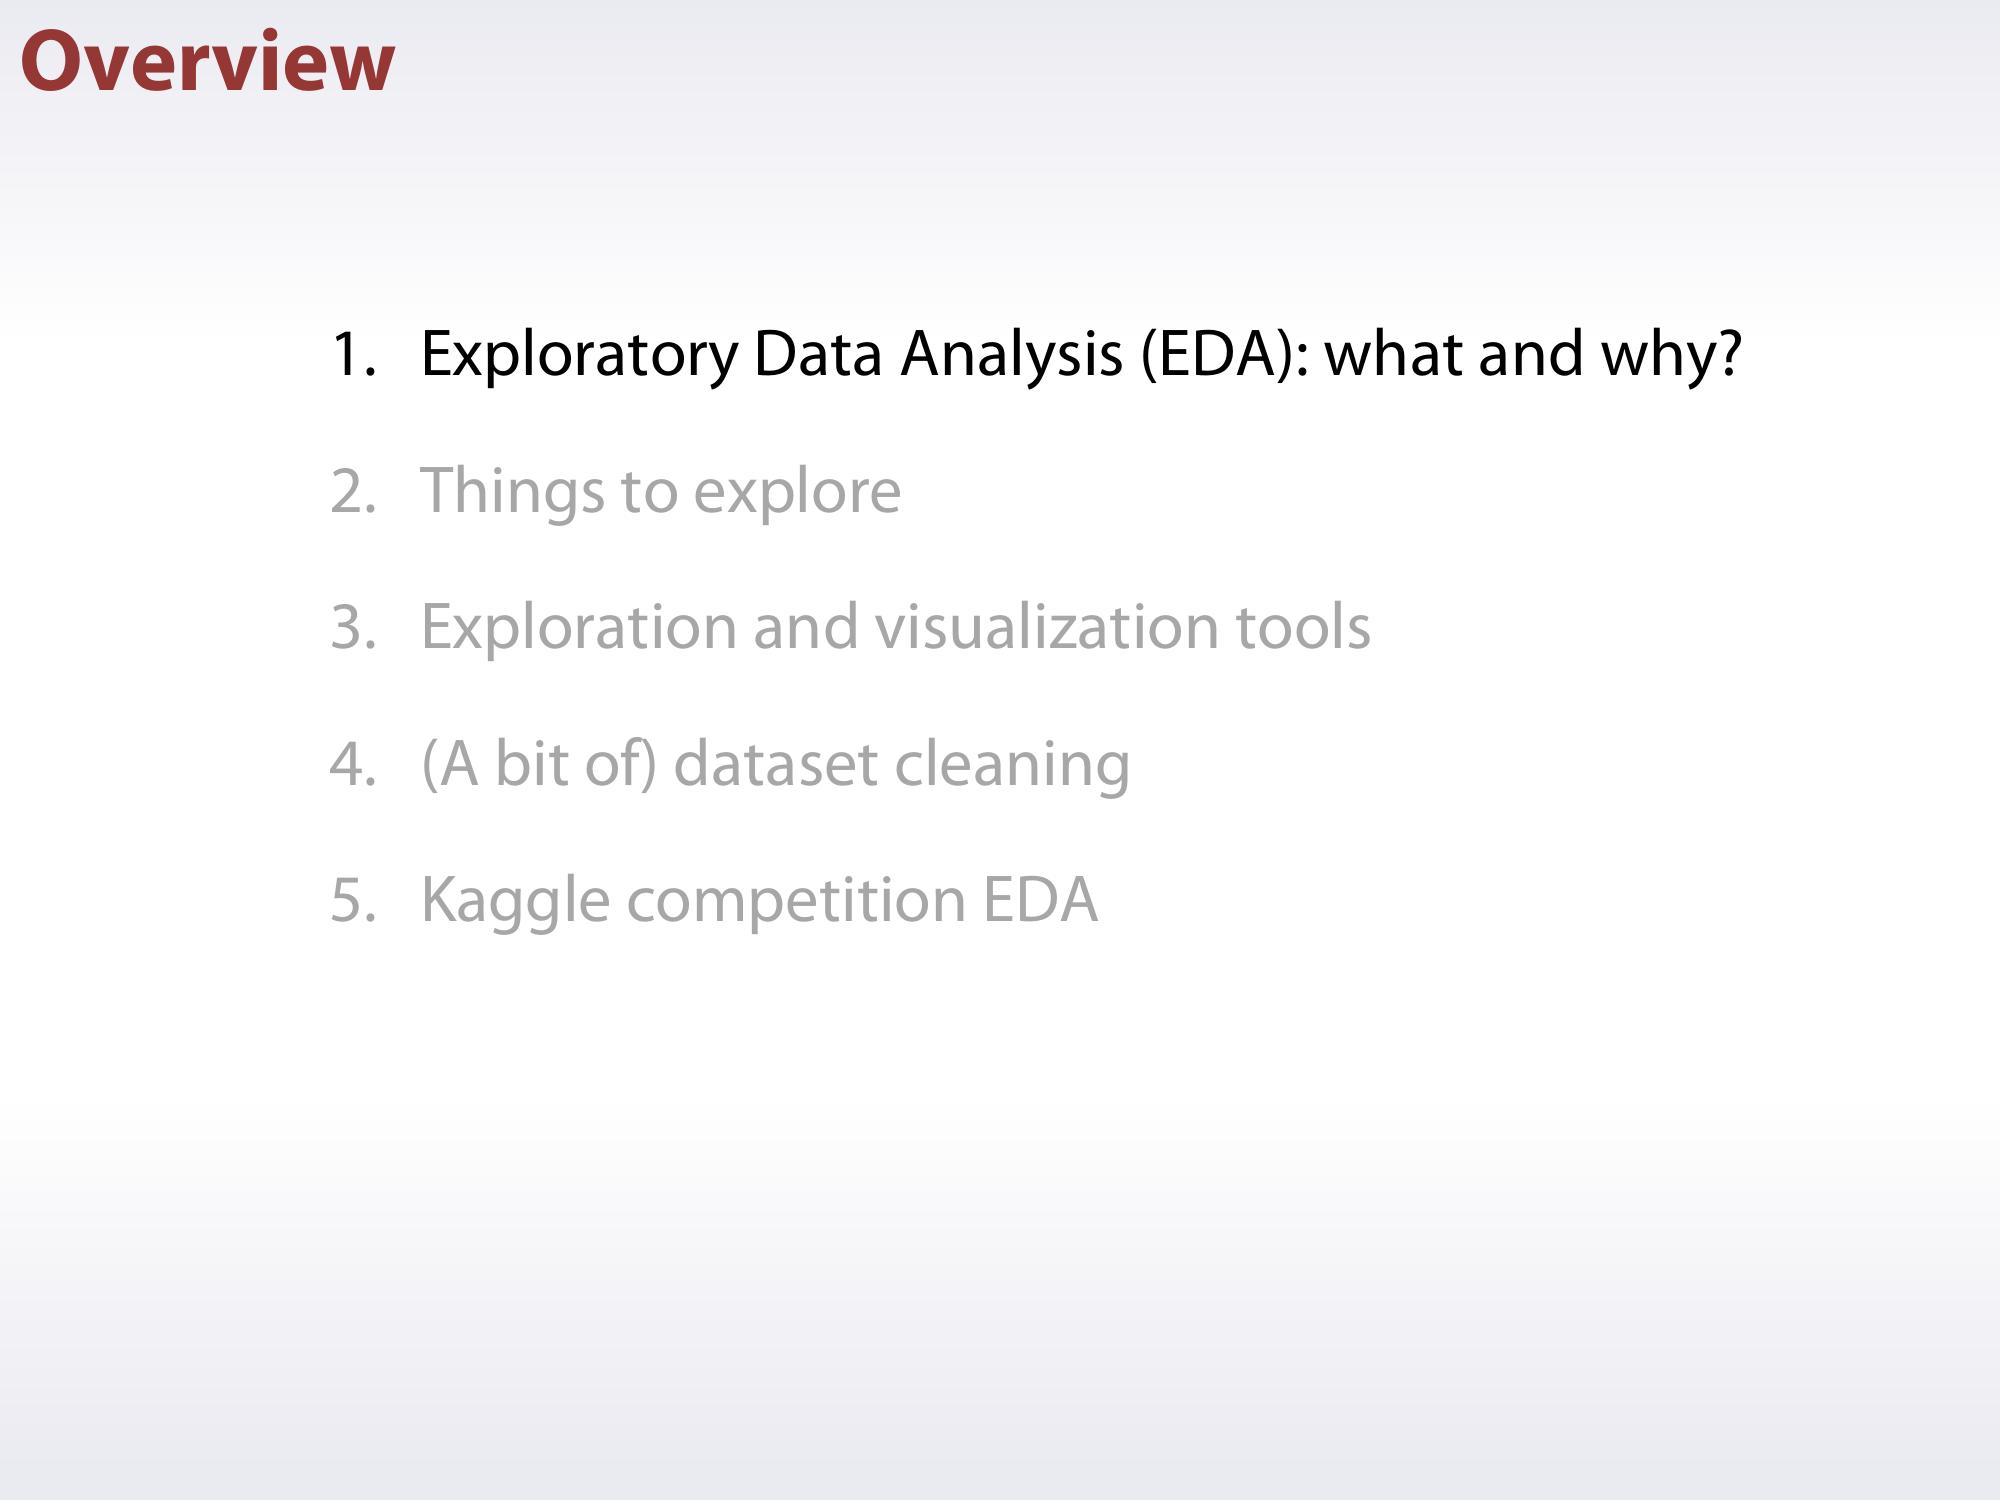 Overview
1. Exploratory Data Analysis (EDA): what and why?
2. Things to explore
3. Exploration and visualization tools
4. (A bit of) dataset cleaning
5. Kaggle competition EDA